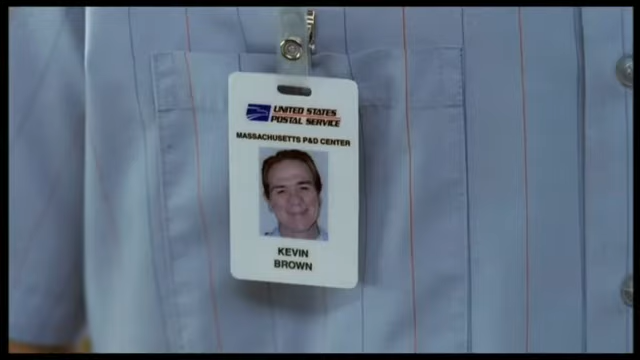 UNITED STATES
POSTAL SERVICE
MASSACHUSETTS P&D CENTER
KEVIN
BROWN